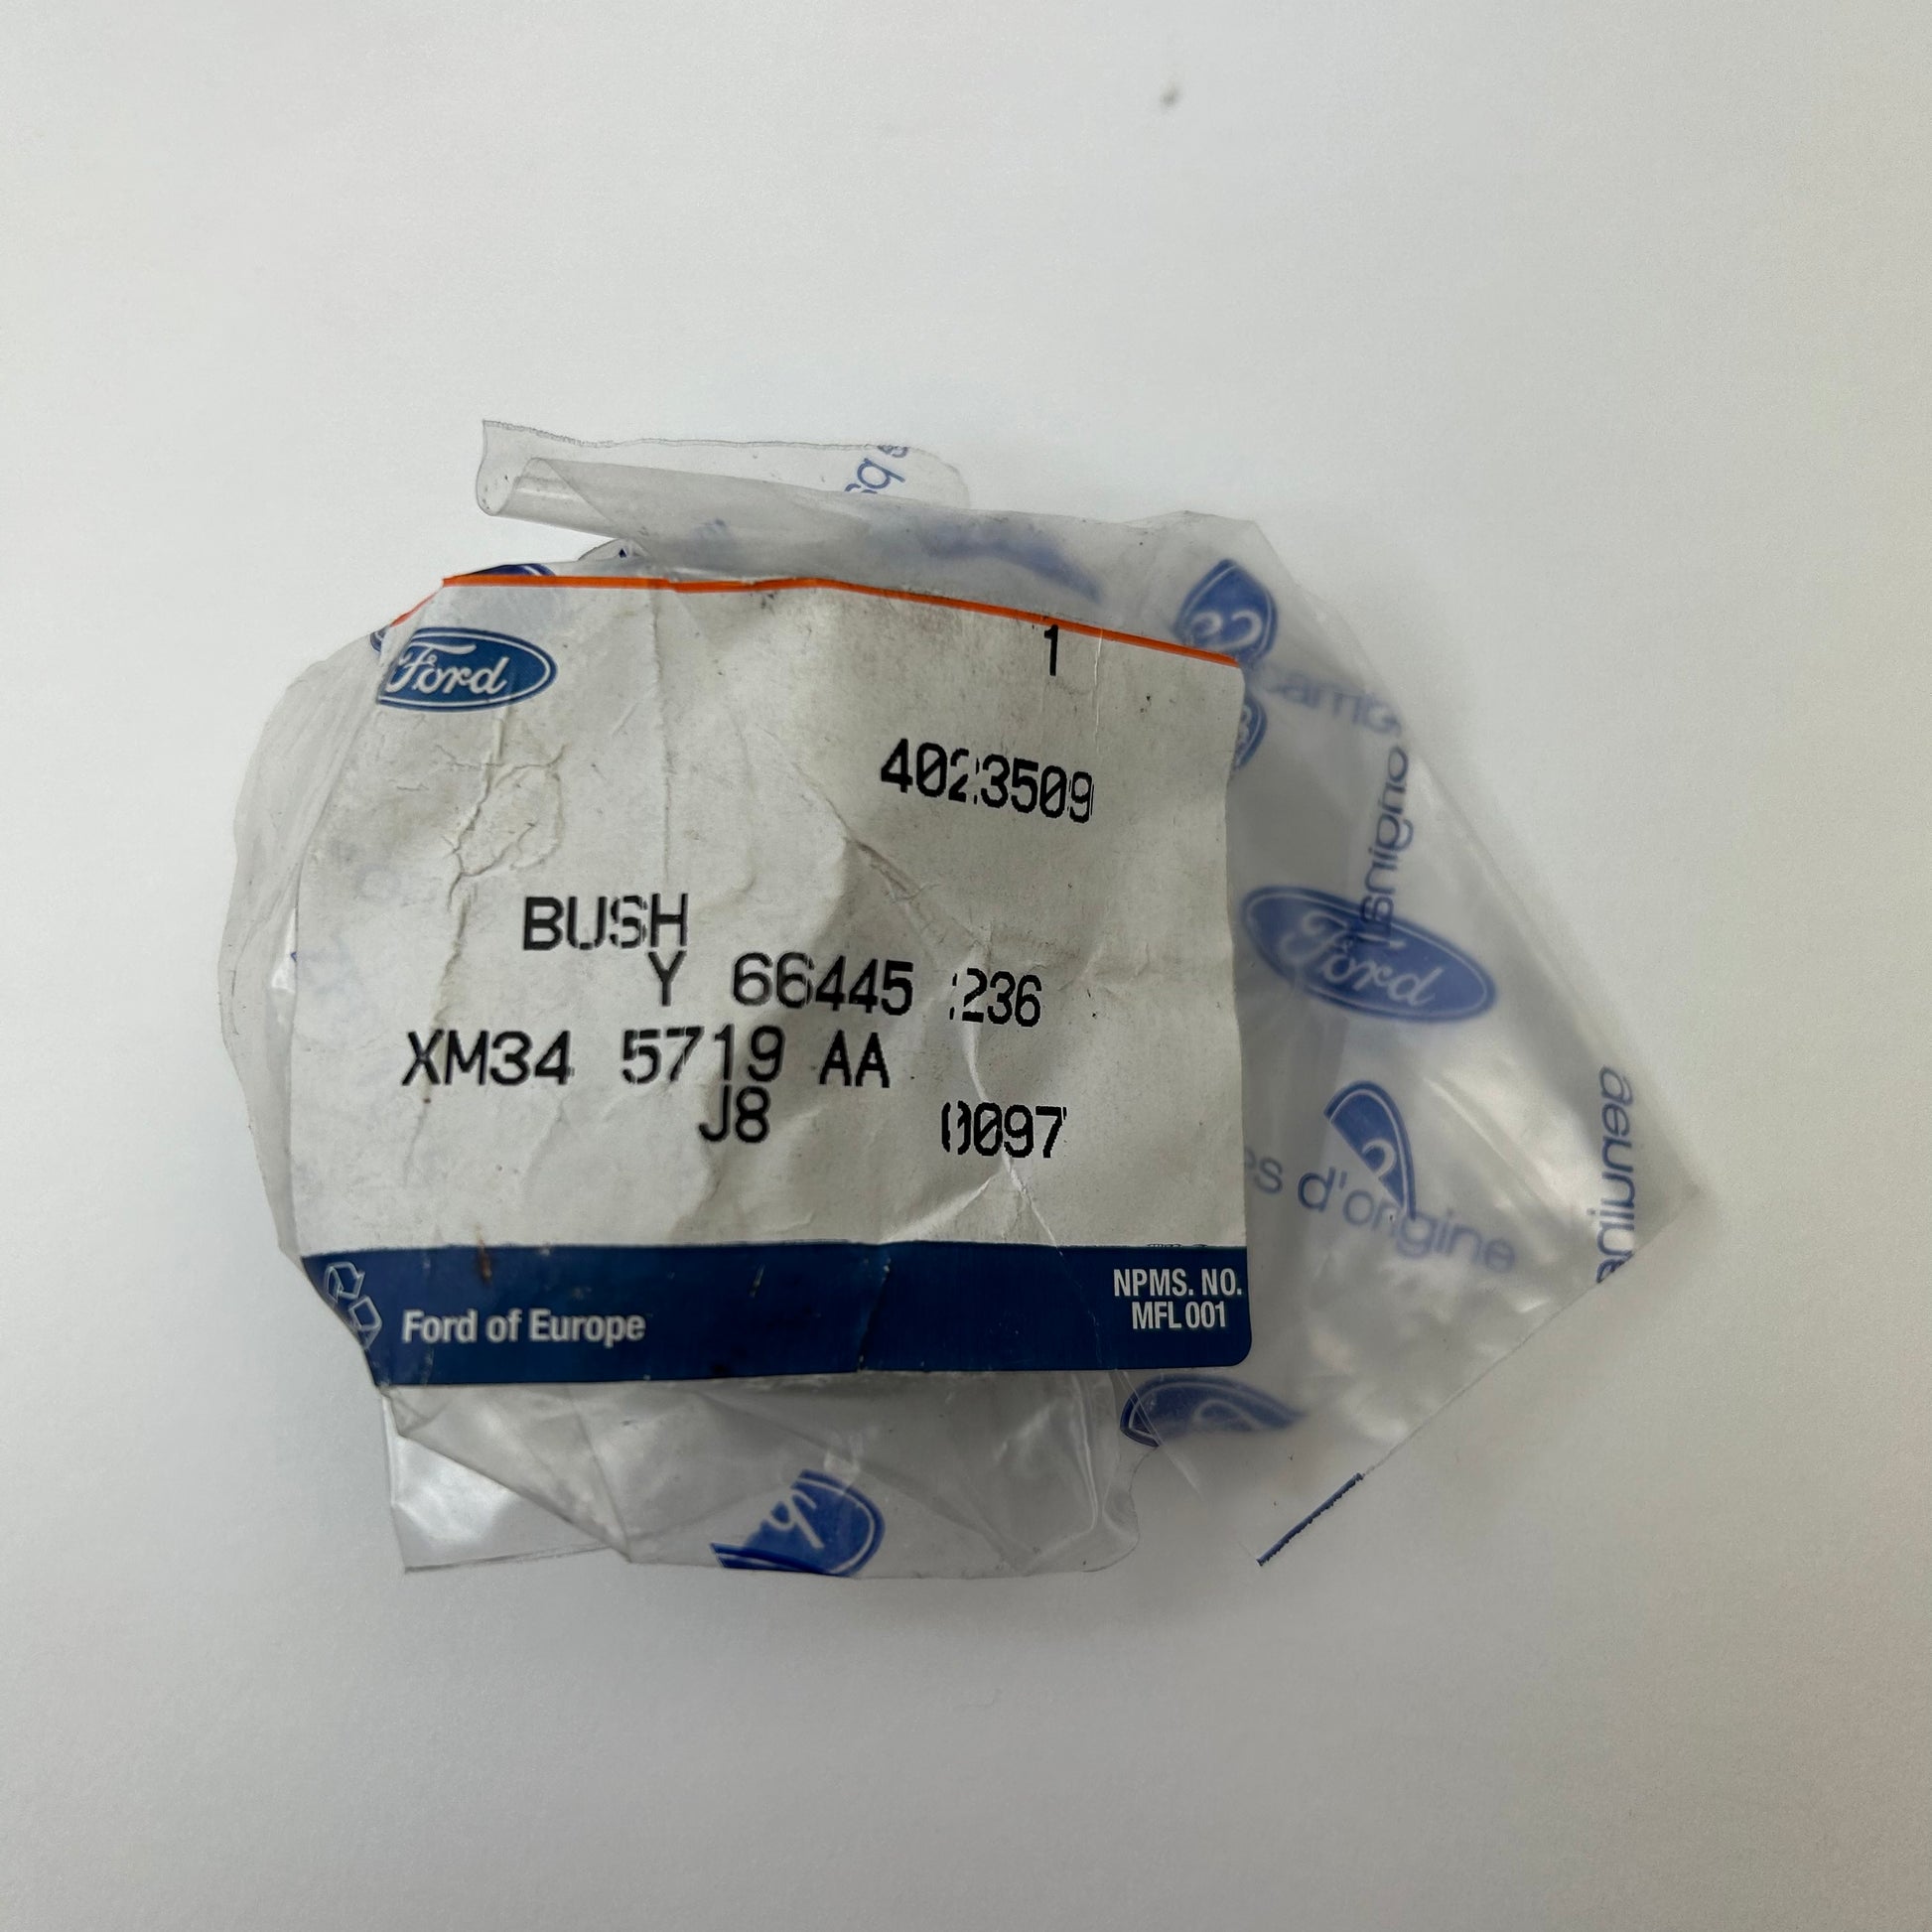 Ford
1
4023509
BUSH
Y 66445 236
XM34 5719 AA
J8 0097
Ford of Europe
NPMS. NO.
MFL 001
Ford
d'origine
genuine